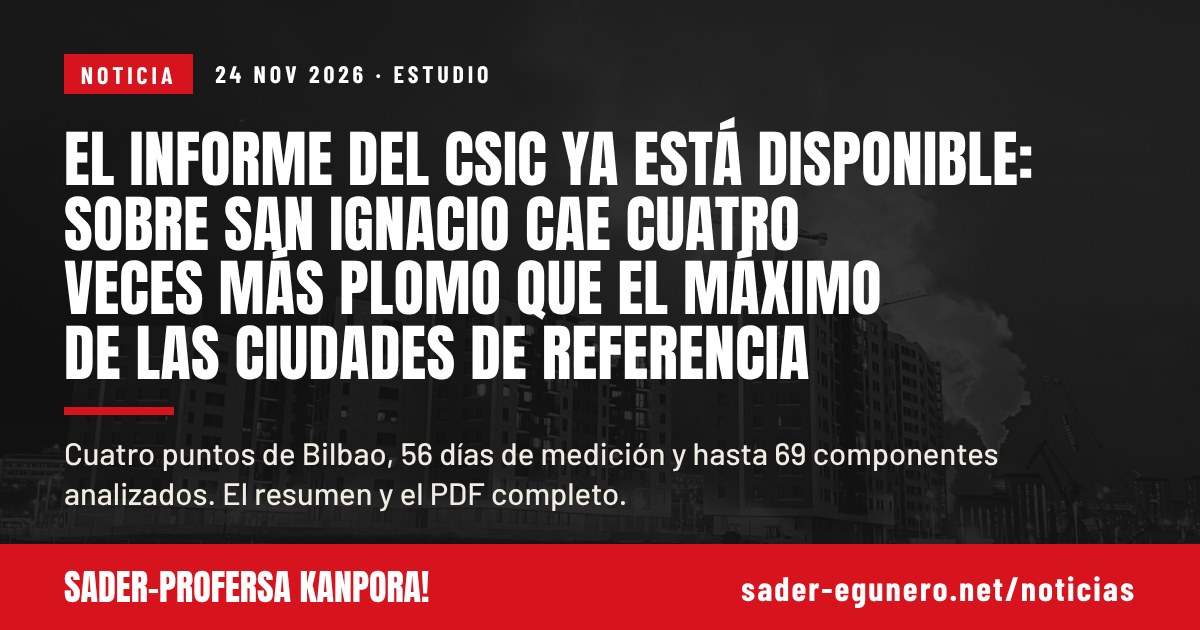 NOTICIA 24 NOV 2026 · ESTUDIO
EL INFORME DEL CSIC YA ESTÁ DISPONIBLE:
SOBRE SAN IGNACIO CAE CUATRO
VECES MÁS PLOMO QUE EL MÁXIMO
DE LAS CIUDADES DE REFERENCIA
Cuatro puntos de Bilbao, 56 días de medición y hasta 69 componentes
analizados. El resumen y el PDF completo.
SADER-PROFERSA KANPORA! sader-egunero.net/noticias